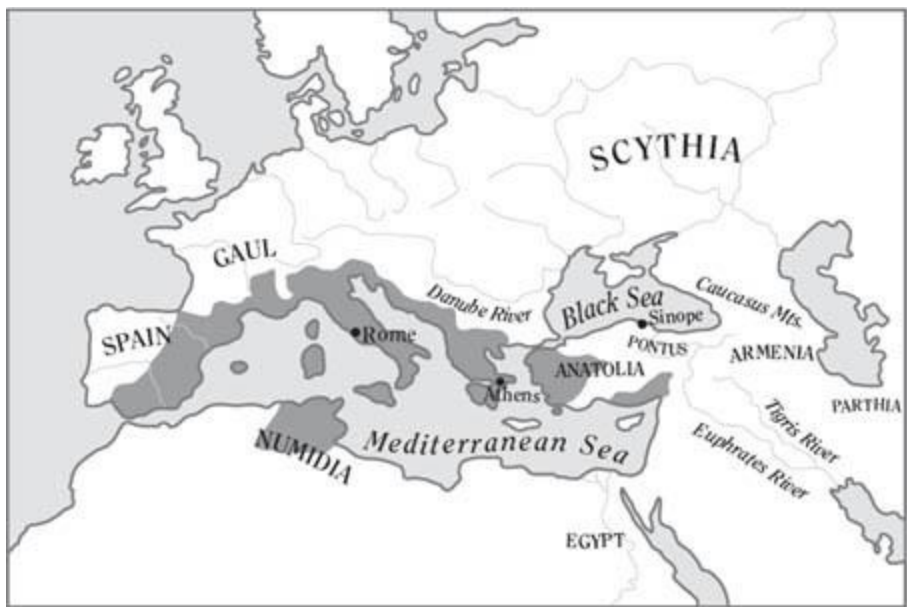 SCYTHIA
GAUL
Danube River
Black Sea
Caucasus Mts.
Sinope
SPAIN
Rome
PONTUS
ARMENIA
ANATOLIA
Athens
PARTHIA
Tigris River
NUMIDIA
Mediterranean Sea
Euphrates River
EGYPT